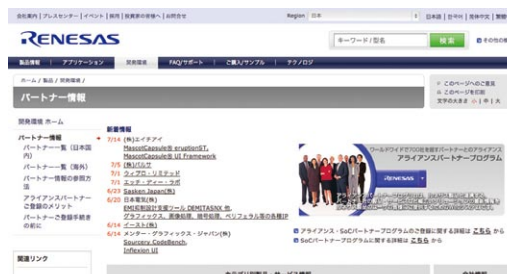 会社案内 | プレスセンター | イベント | 採用 | 投資家の皆様へ | お問合せ
Region 日本
日本語 | 한국어 | 简体中文 | 繁體
RENESAS
キーワード / 型名
検索
その他の検
製品情報 | アプリケーション | 開発環境 | FAQ/サポート | ご購入/サンプル | テクノロジ
ホーム / 製品 / 開発環境 /
パートナー情報
このページへのご意見
このページを印刷
文字の大きさ 小 | 中 | 大
開発環境 ホーム
パートナー情報
パートナー一覧（日本国内）
パートナー一覧（海外）
パートナー情報の参照方法
アライアンスパートナーご登録のメリット
パートナーご登録手続きの前に
関連リンク
新着情報
7/14 (株)エイチアイ
MascotCapsule® eruptionST,
MascotCapsule® UI Framework
7/5 (株)バルサ
7/1 ウィプロ・リミテッド
7/1 エッチ・ディー・ラボ
6/23 Sasken Japan(株)
6/20 日本電気(株)
EMI抑制設計支援ツール DEMITASNX 他,
グラフィックス、画像処理、信号処理、ペリフェラル等の各種IP
6/14 イースト(株)
6/14 メンター・グラフィックス・ジャパン(株)
Sourcery CodeBench,
Inflexion UI
ワールドワイドで700社を超すパートナーとのアライアンス
アライアンスパートナープログラム
RENESAS
アライアンス・SoCパートナープログラムのご登録に関する詳細は こちら から
SoCパートナープログラムに関する詳細は こちら から